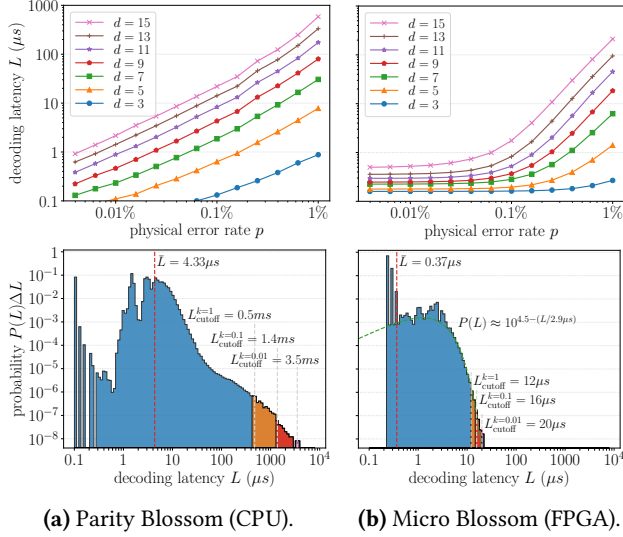 decoding latency L (μs)
1000
100
10
1
0.1
d = 15
d = 13
d = 11
d = 9
d = 7
d = 5
d = 3
0.01%
0.1%
1%
physical error rate p
d = 15
d = 13
d = 11
d = 9
d = 7
d = 5
d = 3
0.01%
0.1%
1%
physical error rate p
probability P(L)ΔL
1
10⁻¹
10⁻²
10⁻³
10⁻⁴
10⁻⁵
10⁻⁶
10⁻⁷
10⁻⁸
L̄ = 4.33μs
L^{k=1}_{cutoff} = 0.5ms
L^{k=0.1}_{cutoff} = 1.4ms
L^{k=0.01}_{cutoff} = 3.5ms
0.1 1 10 100 1000 10⁴
decoding latency L (μs)
L̄ = 0.37μs
P(L) ≈ 10^{4.5−(L/2.9μs)}
L^{k=1}_{cutoff} = 12μs
L^{k=0.1}_{cutoff} = 16μs
L^{k=0.01}_{cutoff} = 20μs
0.1 1 10 100 1000 10⁴
decoding latency L (μs)
(a) Parity Blossom (CPU).
(b) Micro Blossom (FPGA).